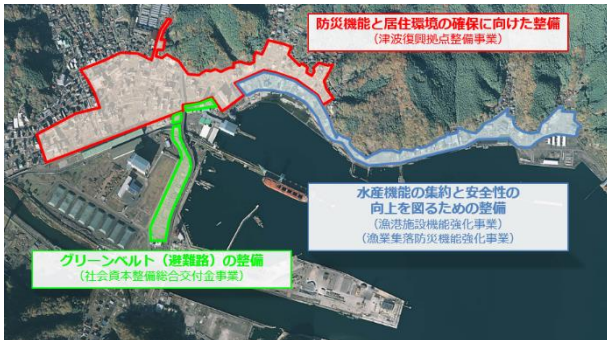 防災機能と居住環境の確保に向けた整備
（津波復興拠点整備事業）
水産機能の集約と安全性の
向上を図るための整備
（漁港施設機能強化事業）
（漁業集落防災機能強化事業）
グリーンベルト（避難路）の整備
（社会資本整備総合交付金事業）